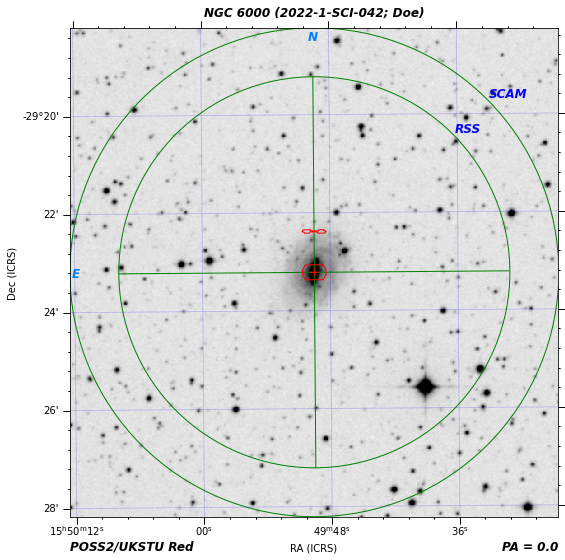 NGC 6000 (2022-1-SCI-042; Doe)
N
SCAM
RSS
-29°20'
22'
E
Dec (ICRS)
24'
26'
28'
15ʰ50ᵐ12ˢ 00ˢ 49ᵐ48ˢ 36ˢ
POSS2/UKSTU Red RA (ICRS) PA = 0.0